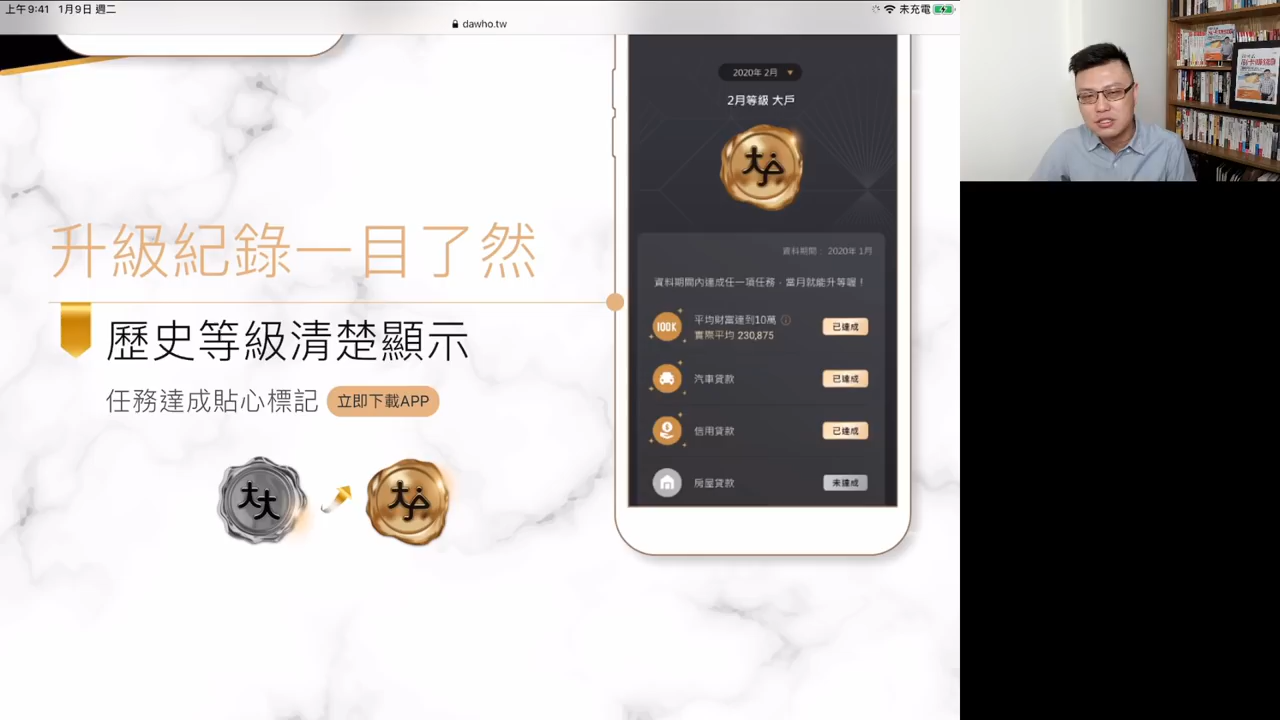 上午9:41 1月9日 週二
未充電
dawho.tw
2020年 2月
2月等級 大戶
大戶
升級紀錄一目了然
歷史等級清楚顯示
任務達成貼心標記
立即下載APP
大大
大戶
資料期間： 2020年 1月
資料期間內達成任一項任務，當月就能升等喔！
100K
平均財富達到10萬
實際平均 230,875
已達成
汽車貸款
已達成
信用貸款
已達成
房屋貸款
未達成